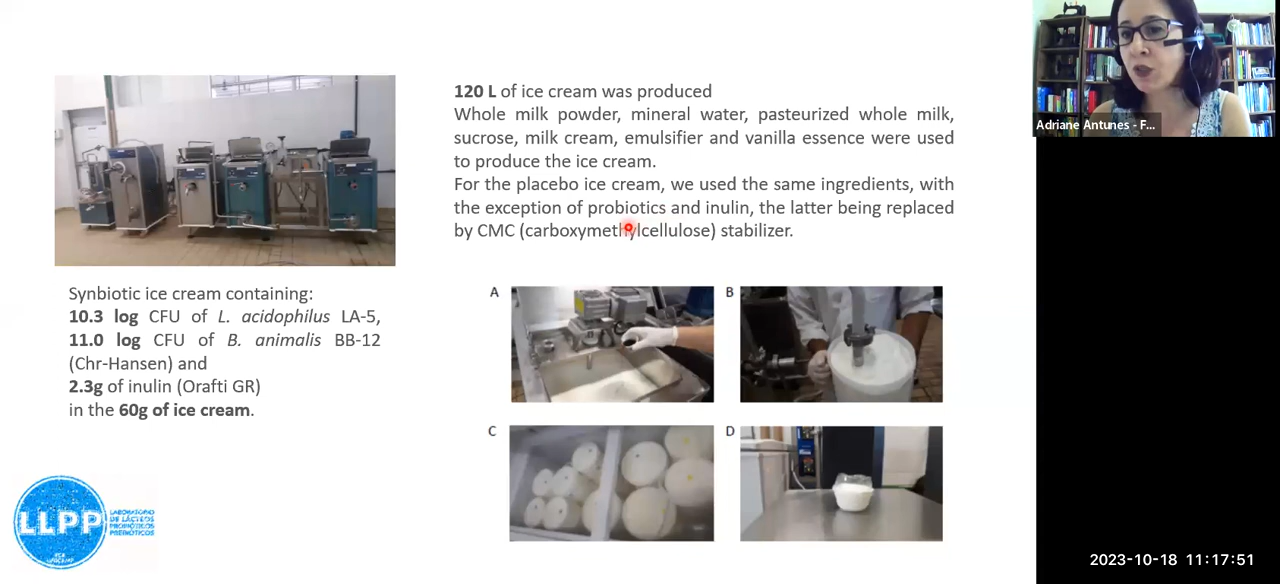 120 L of ice cream was produced
Whole milk powder, mineral water, pasteurized whole milk,
sucrose, milk cream, emulsifier and vanilla essence were used
to produce the ice cream.
For the placebo ice cream, we used the same ingredients, with
the exception of probiotics and inulin, the latter being replaced
by CMC (carboxymethylcellulose) stabilizer.
Synbiotic ice cream containing:
10.3 log CFU of L. acidophilus LA-5,
11.0 log CFU of B. animalis BB-12
(Chr-Hansen) and
2.3g of inulin (Orafti GR)
in the 60g of ice cream.
A
B
C
D
LLPP
LABORATÓRIO
DE LÁCTEOS
PROBIÓTICOS
PREBIÓTICOS
Adriane Antunes - F...
2023-10-18 11:17:51